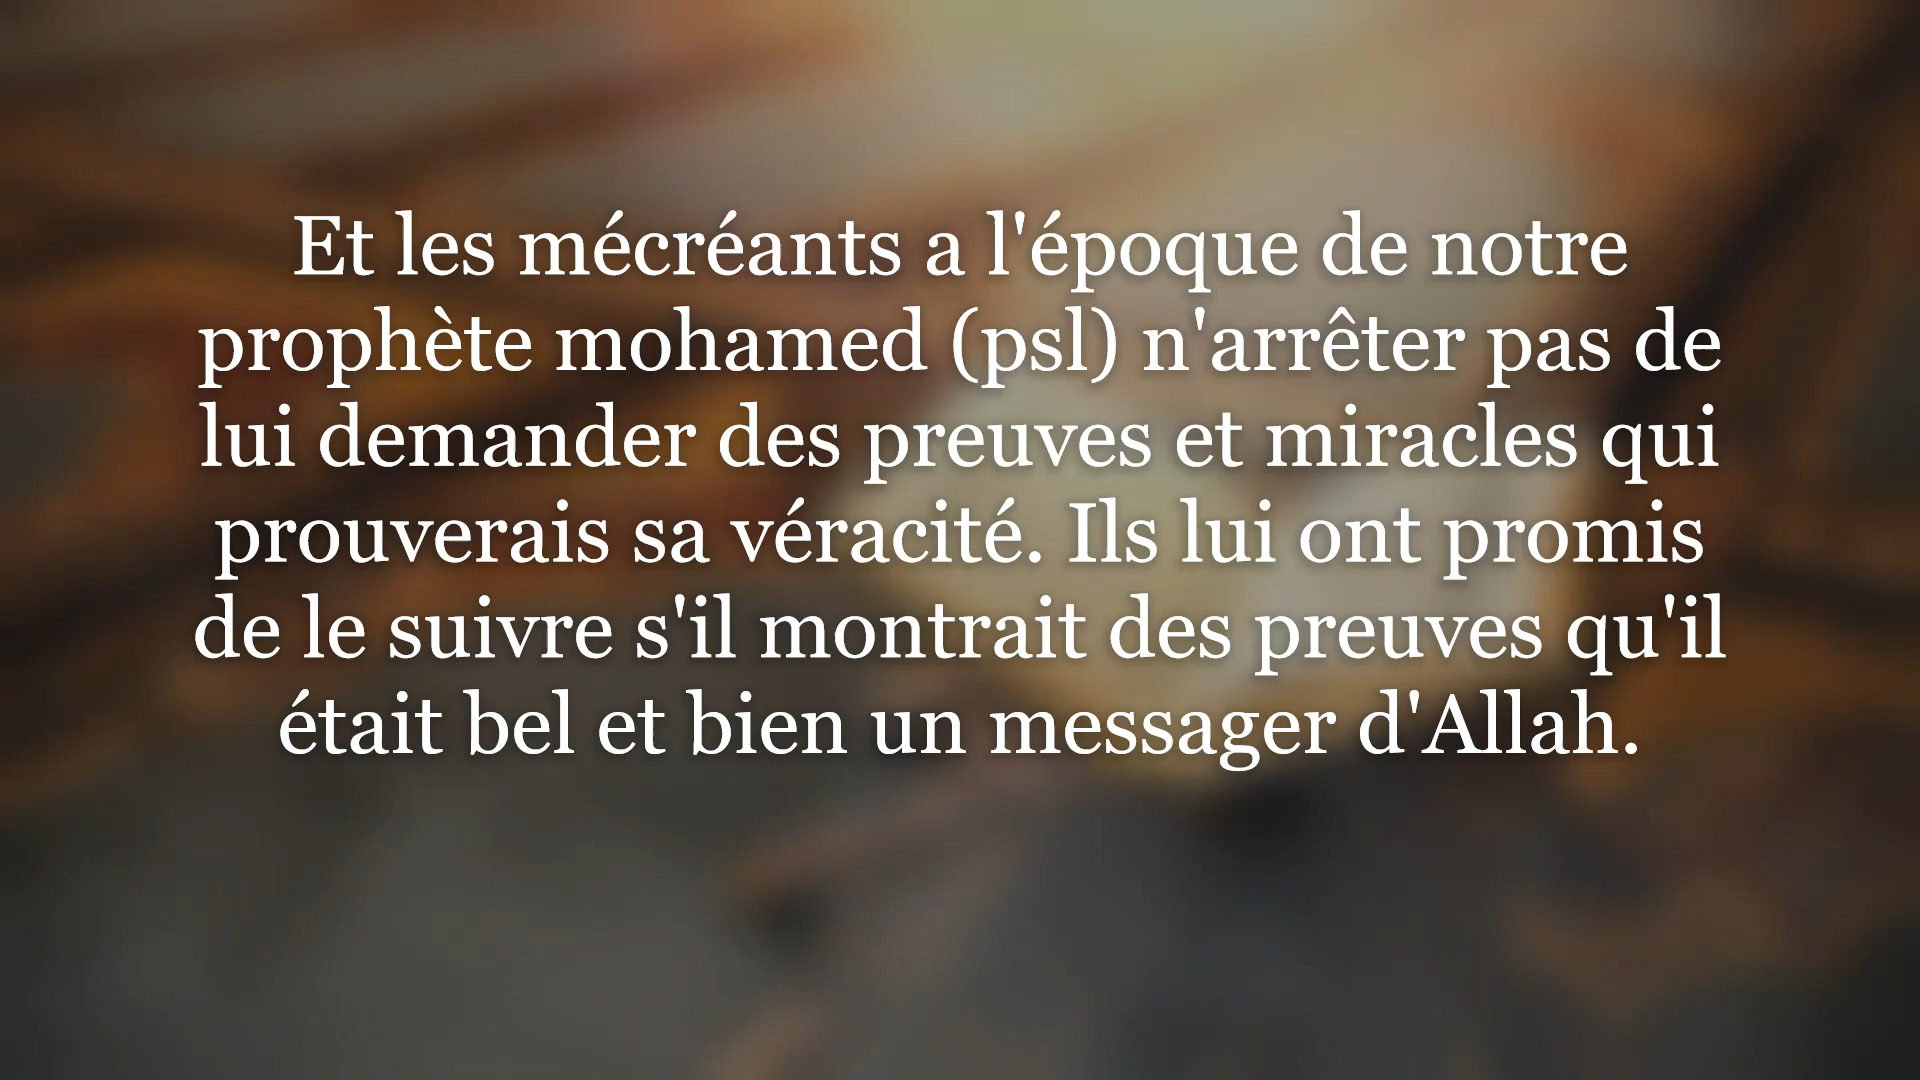 Et les mécréants a l'époque de notre
prophète mohamed (psl) n'arrêter pas de
lui demander des preuves et miracles qui
prouverais sa véracité. Ils lui ont promis
de le suivre s'il montrait des preuves qu'il
était bel et bien un messager d'Allah.